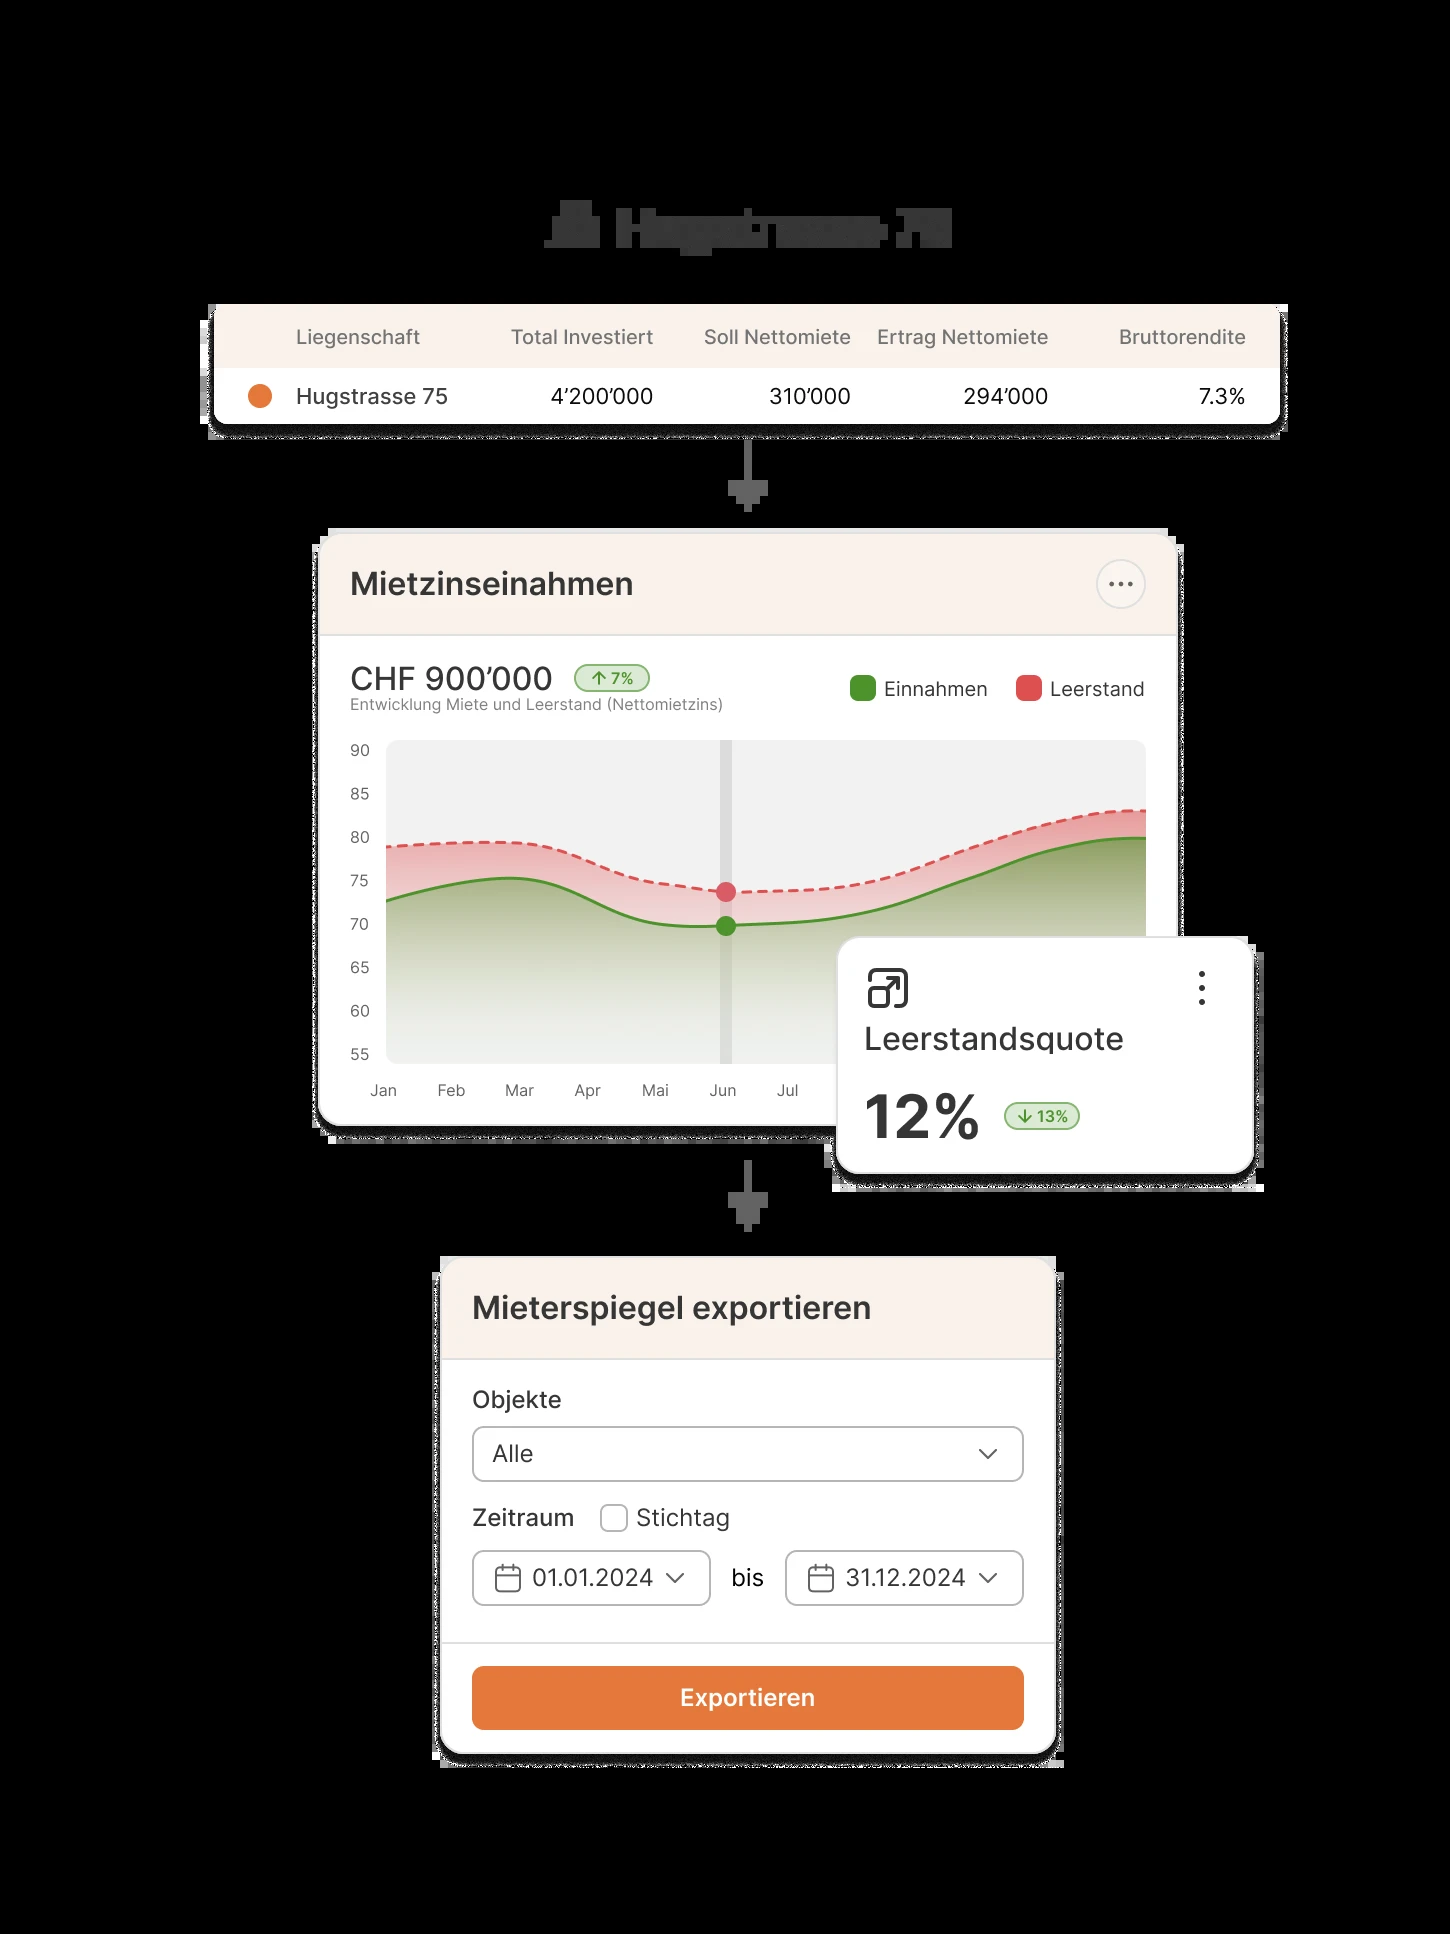 Hugstrasse 75
Liegenschaft Total Investiert Soll Nettomiete Ertrag Nettomiete Bruttorendite
Hugstrasse 75 4’200’000 310’000 294’000 7.3%
Mietzinseinahmen
CHF 900’000 7%
Entwicklung Miete und Leerstand (Nettomietzins)
Einnahmen Leerstand
90
85
80
75
70
65
60
55
Jan Feb Mar Apr Mai Jun Jul
Leerstandsquote
12% 13%
Mieterspiegel exportieren
Objekte
Alle
Zeitraum Stichtag
01.01.2024 bis 31.12.2024
Exportieren